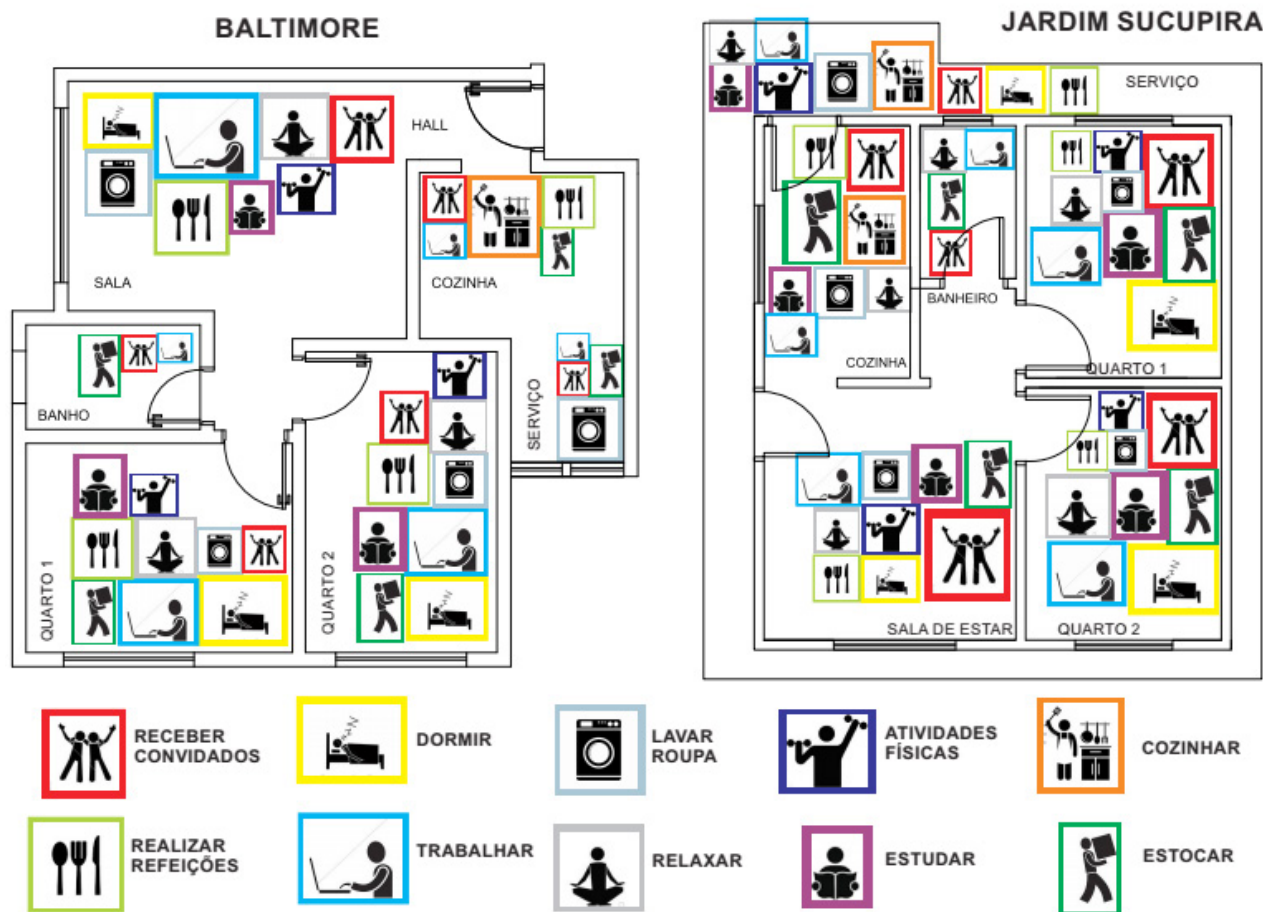 BALTIMORE
HALL
SALA
COZINHA
BANHO
SERVIÇO
QUARTO 1
QUARTO 2
JARDIM SUCUPIRA
SERVIÇO
BANHEIRO
COZINHA
QUARTO 1
SALA DE ESTAR
QUARTO 2
RECEBER
CONVIDADOS
DORMIR
LAVAR
ROUPA
ATIVIDADES
FÍSICAS
COZINHAR
REALIZAR
REFEIÇÕES
TRABALHAR
RELAXAR
ESTUDAR
ESTOCAR